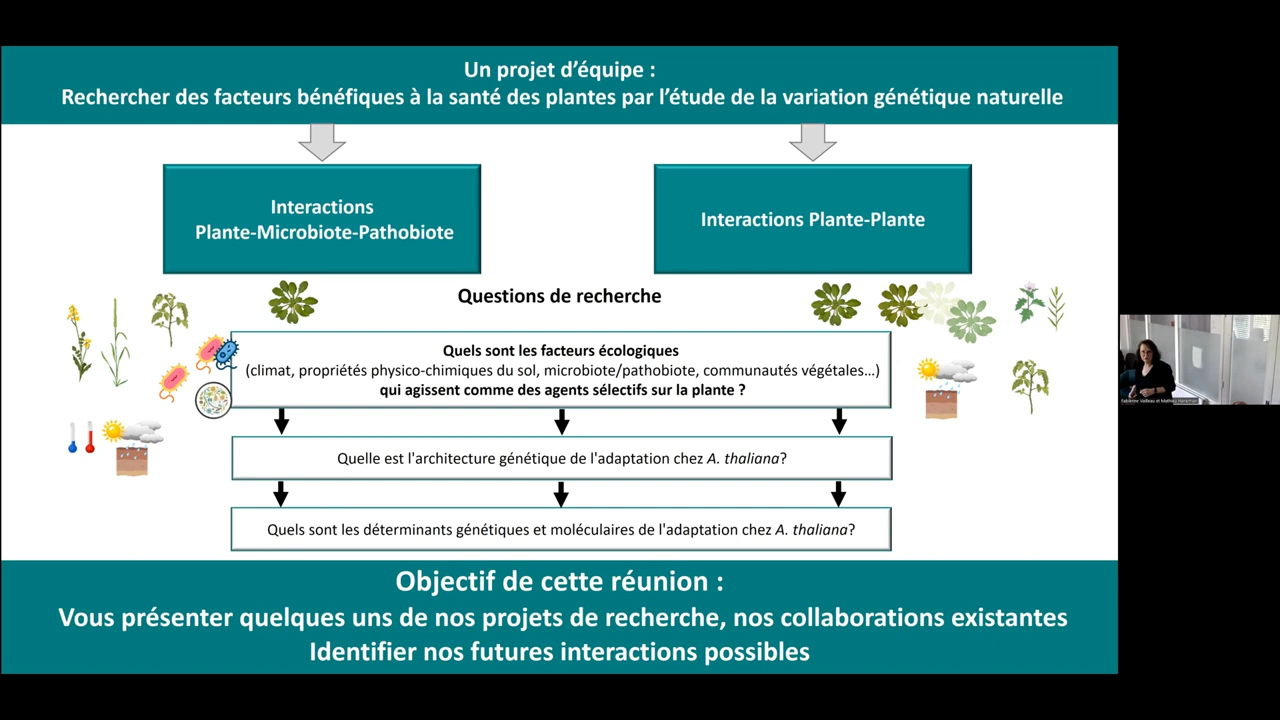 Un projet d'équipe :
Rechercher des facteurs bénéfiques à la santé des plantes par l'étude de la variation génétique naturelle
Interactions
Plante-Microbiote-Pathobiote
Interactions Plante-Plante
Questions de recherche
Quels sont les facteurs écologiques
(climat, propriétés physico-chimiques du sol, microbiote/pathobiote, communautés végétales...)
qui agissent comme des agents sélectifs sur la plante ?
Quelle est l'architecture génétique de l'adaptation chez A. thaliana?
Quels sont les déterminants génétiques et moléculaires de l'adaptation chez A. thaliana?
Objectif de cette réunion :
Vous présenter quelques uns de nos projets de recherche, nos collaborations existantes
Identifier nos futures interactions possibles